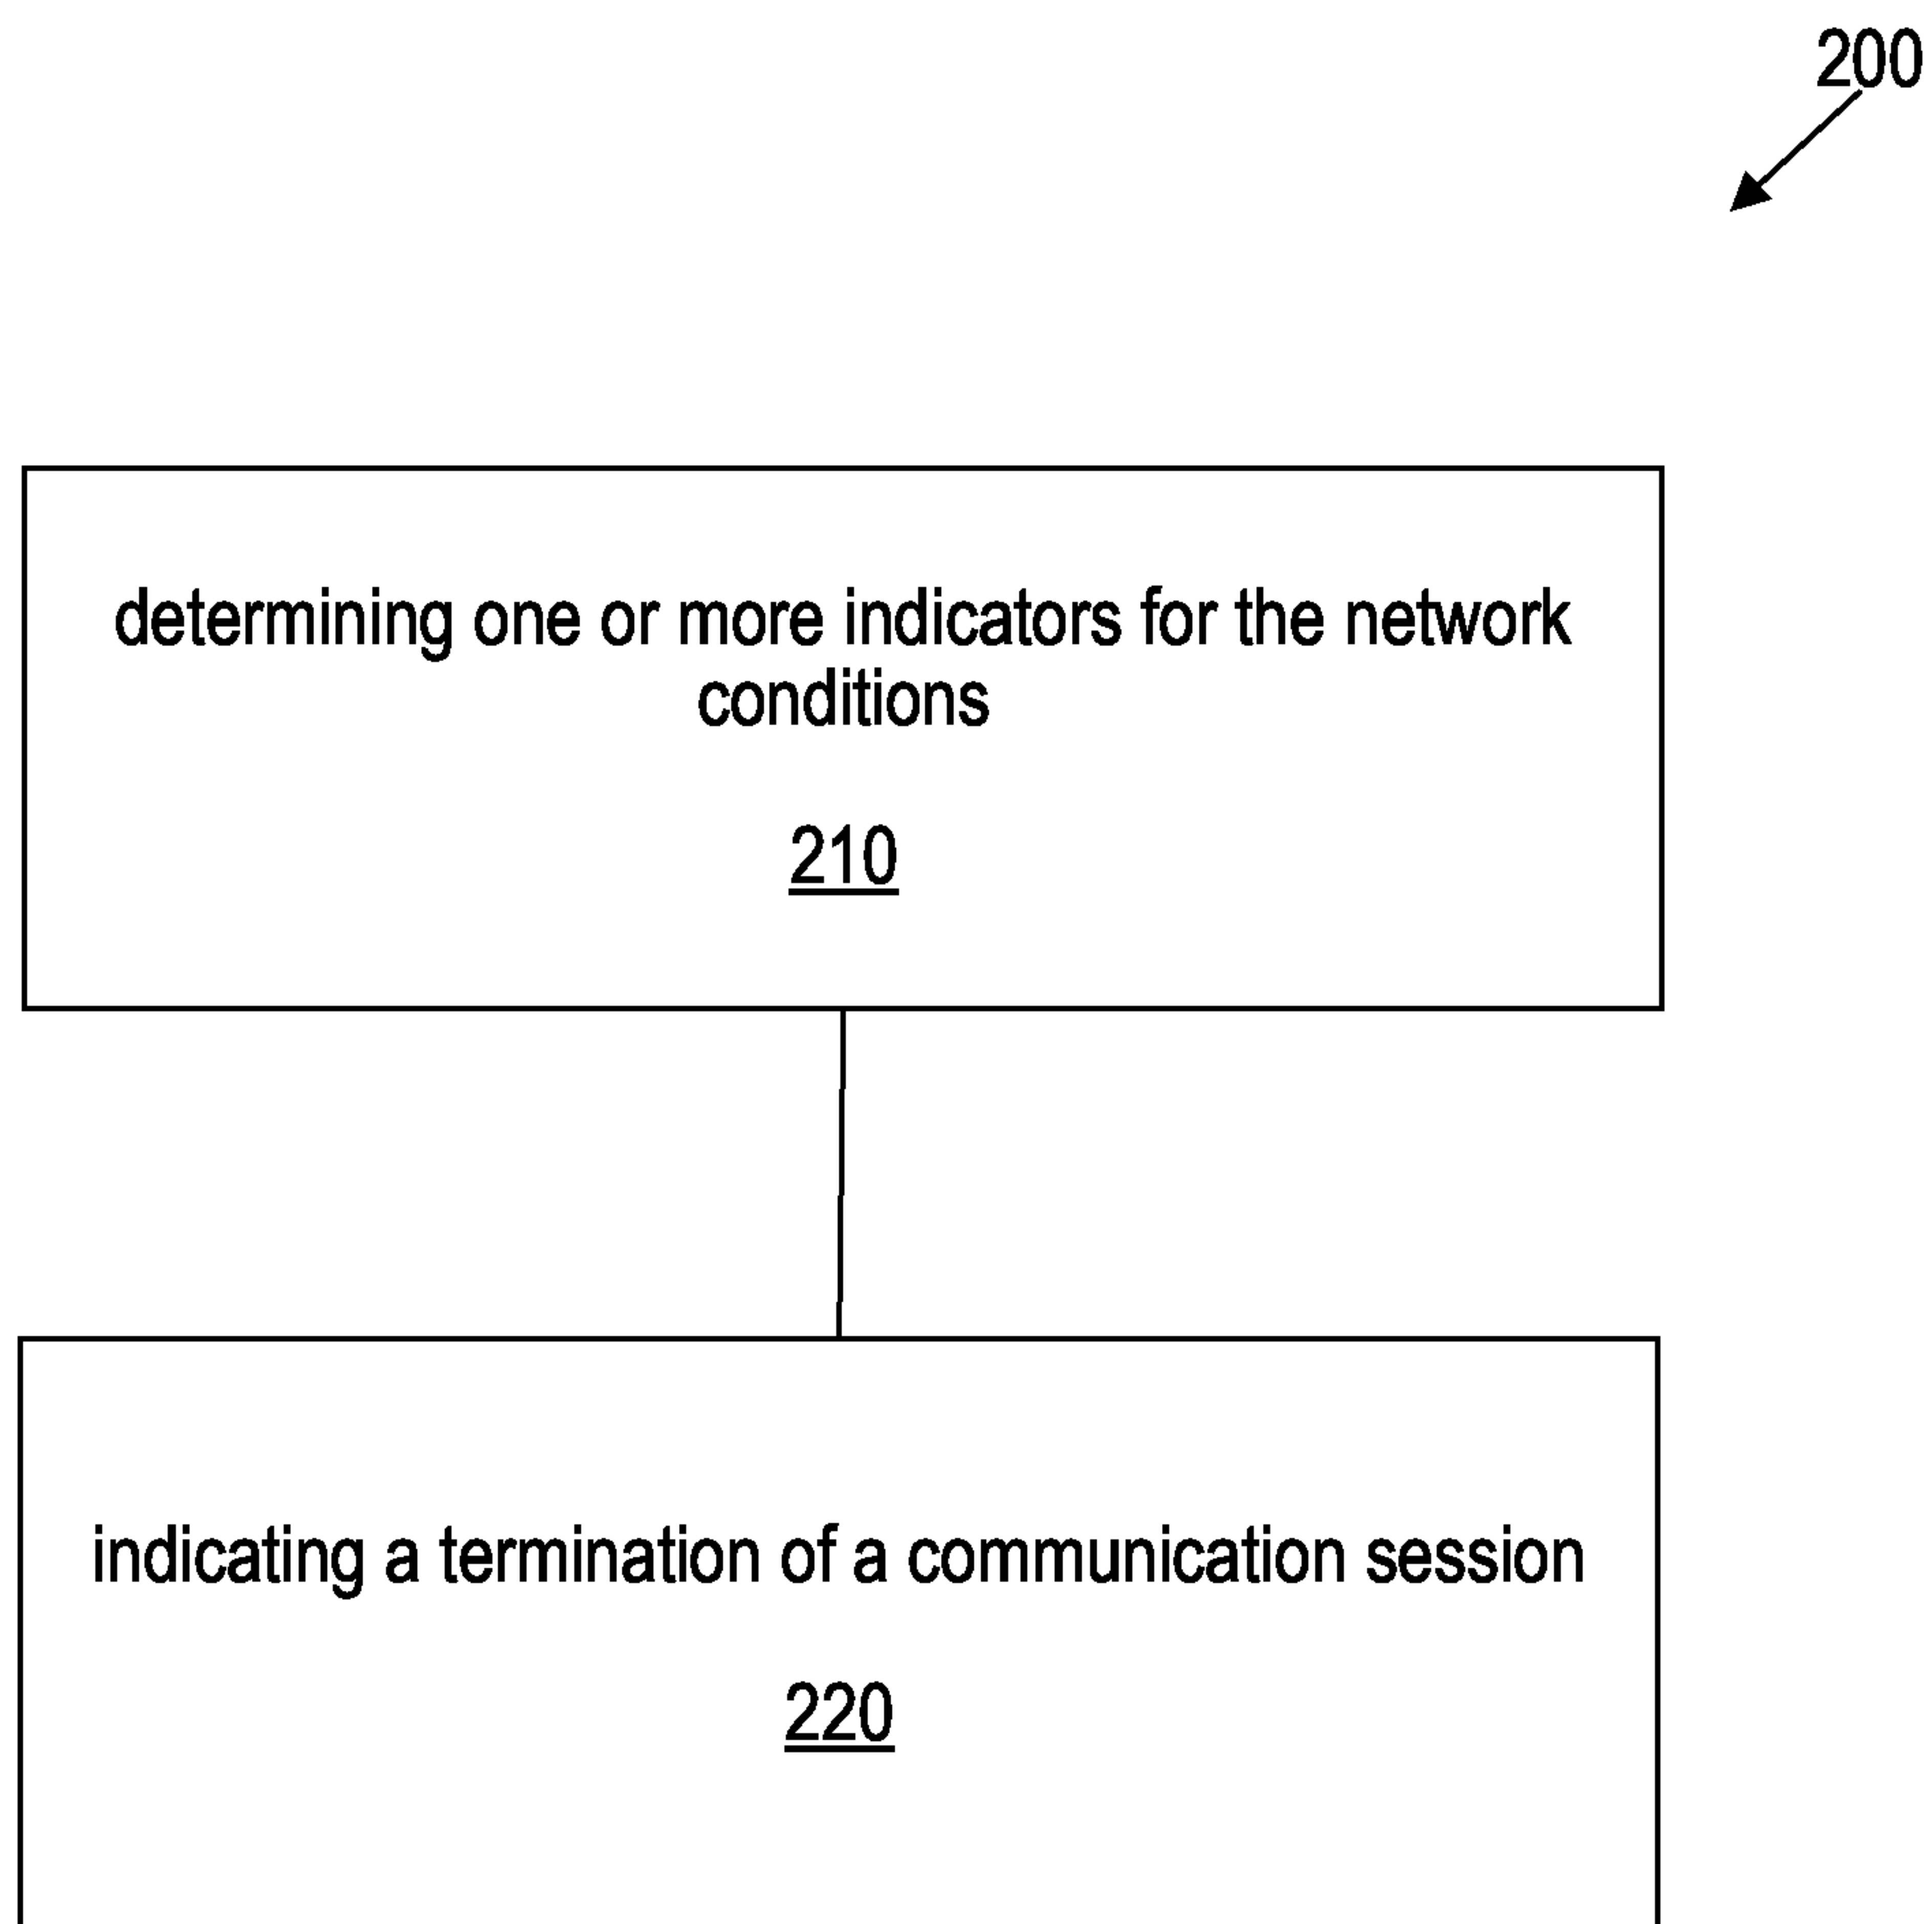 200
determining one or more indicators for the network
conditions
210
indicating a termination of a communication session
220